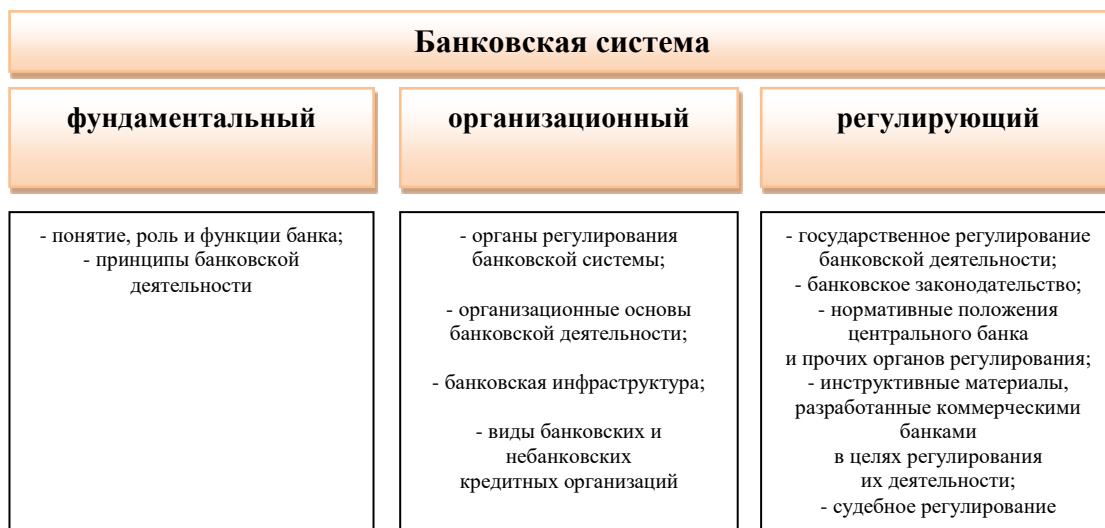 Банковская система
фундаментальный
организационный
регулирующий
- понятие, роль и функции банка;
- принципы банковской
деятельности
- органы регулирования
банковской системы;
- организационные основы
банковской деятельности;
- банковская инфраструктура;
- виды банковских и
небанковских
кредитных организаций
- государственное регулирование
банковской деятельности;
- банковское законодательство;
- нормативные положения
центрального банка
и прочих органов регулирования;
- инструктивные материалы,
разработанные коммерческими
банками
в целях регулирования
их деятельности;
- судебное регулирование